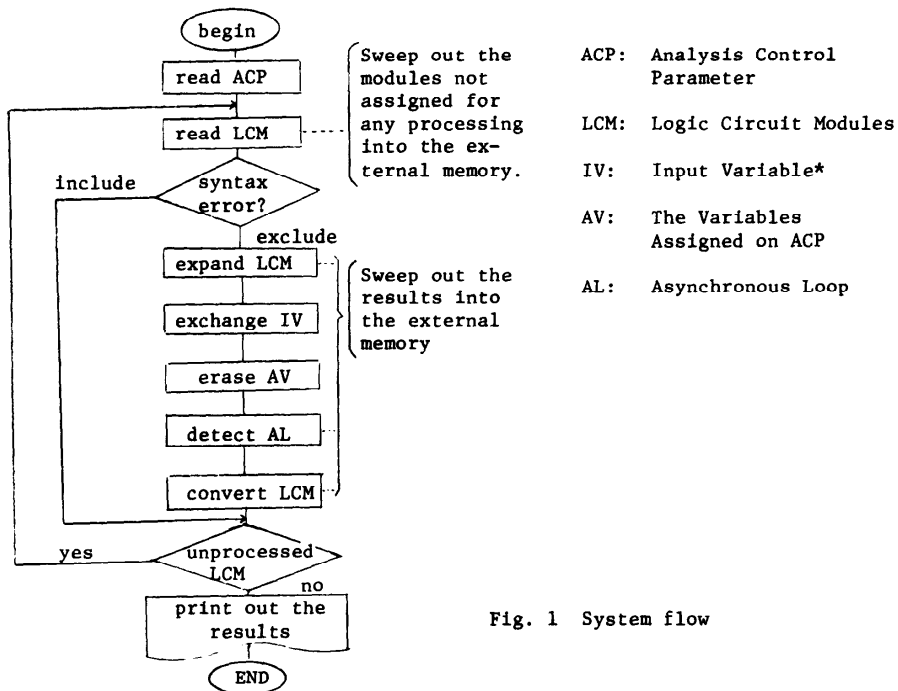 begin
read ACP
read LCM
Sweep out the
modules not
assigned for
any processing
into the ex-
ternal memory.
include
syntax
error?
exclude
expand LCM
exchange IV
erase AV
detect AL
convert LCM
Sweep out the
results into
the external
memory
yes
unprocessed
LCM
no
print out the
results
END
ACP: Analysis Control
Parameter
LCM: Logic Circuit Modules
IV: Input Variable*
AV: The Variables
Assigned on ACP
AL: Asynchronous Loop
Fig. 1 System flow